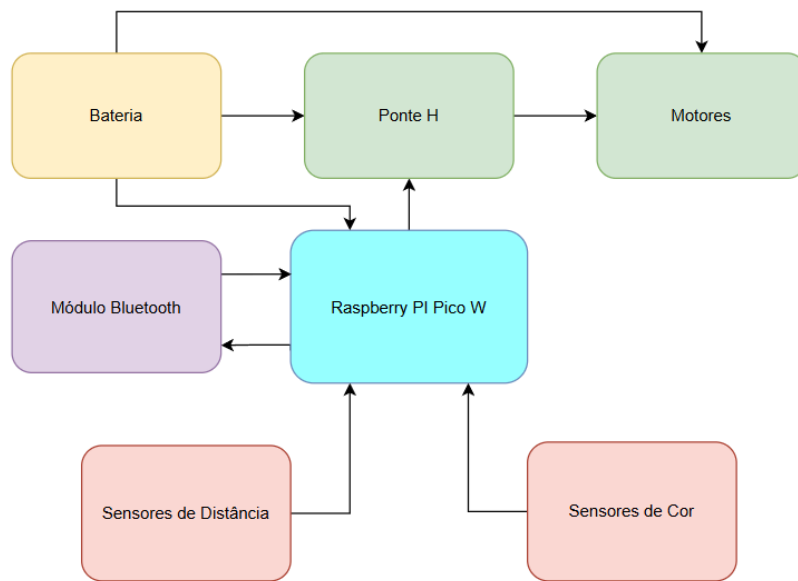 Bateria
Ponte H
Motores
Módulo Bluetooth
Raspberry PI Pico W
Sensores de Distância
Sensores de Cor